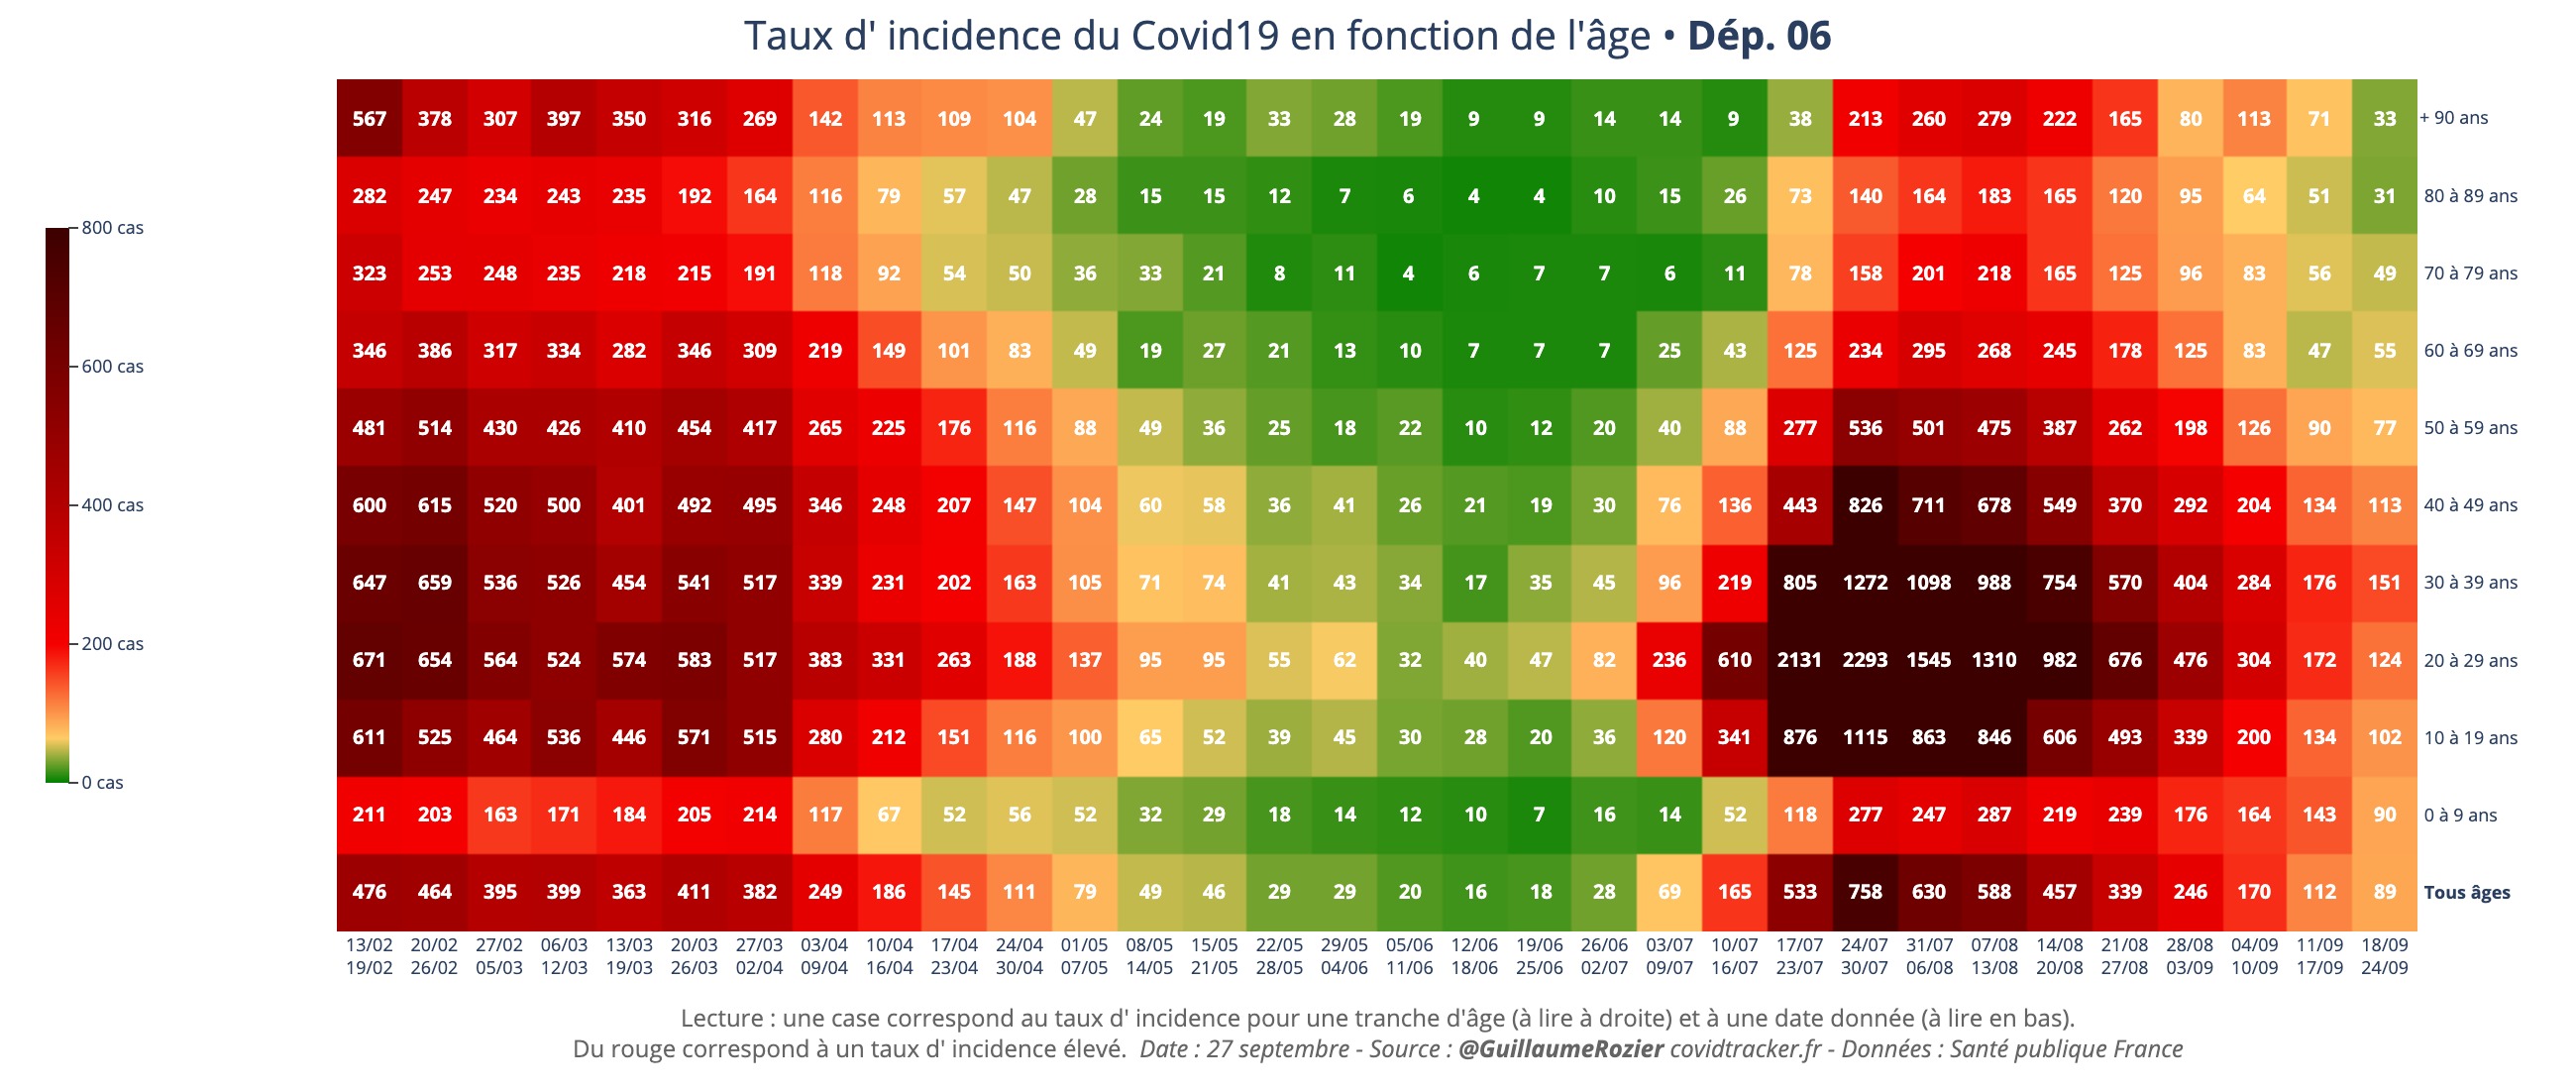 Taux d' incidence du Covid19 en fonction de l'âge • Dép. 06
800 cas
600 cas
400 cas
200 cas
0 cas
567 378 307 397 350 316 269 142 113 109 104 47 24 19 33 28 19 9 9 14 14 9 38 213 260 279 222 165 80 113 71 33 + 90 ans
282 247 234 243 235 192 164 116 79 57 47 28 15 15 12 7 6 4 4 10 15 26 73 140 164 183 165 120 95 64 51 31 80 à 89 ans
323 253 248 235 218 215 191 118 92 54 50 36 33 21 8 11 4 6 7 7 6 11 78 158 201 218 165 125 96 83 56 49 70 à 79 ans
346 386 317 334 282 346 309 219 149 101 83 49 19 27 21 13 10 7 7 7 25 43 125 234 295 268 245 178 125 83 47 55 60 à 69 ans
481 514 430 426 410 454 417 265 225 176 116 88 49 36 25 18 22 10 12 20 40 88 277 536 501 475 387 262 198 126 90 77 50 à 59 ans
600 615 520 500 401 492 495 346 248 207 147 104 60 58 36 41 26 21 19 30 76 136 443 826 711 678 549 370 292 204 134 113 40 à 49 ans
647 659 536 526 454 541 517 339 231 202 163 105 71 74 41 43 34 17 35 45 96 219 805 1272 1098 988 754 570 404 284 176 151 30 à 39 ans
671 654 564 524 574 583 517 383 331 263 188 137 95 95 55 62 32 40 47 82 236 610 2131 2293 1545 1310 982 676 476 304 172 124 20 à 29 ans
611 525 464 536 446 571 515 280 212 151 116 100 65 52 39 45 30 28 20 36 120 341 876 1115 863 846 606 493 339 200 134 102 10 à 19 ans
211 203 163 171 184 205 214 117 67 52 56 52 32 29 18 14 12 10 7 16 14 52 118 277 247 287 219 239 176 164 143 90 0 à 9 ans
476 464 395 399 363 411 382 249 186 145 111 79 49 46 29 29 20 16 18 28 69 165 533 758 630 588 457 339 246 170 112 89 Tous âges
13/02 20/02 27/02 06/03 13/03 20/03 27/03 03/04 10/04 17/04 24/04 01/05 08/05 15/05 22/05 29/05 05/06 12/06 19/06 26/06 03/07 10/07 17/07 24/07 31/07 07/08 14/08 21/08 28/08 04/09 11/09 18/09
19/02 26/02 05/03 12/03 19/03 26/03 02/04 09/04 16/04 23/04 30/04 07/05 14/05 21/05 28/05 04/06 11/06 18/06 25/06 02/07 09/07 16/07 23/07 30/07 06/08 13/08 20/08 27/08 03/09 10/09 17/09 24/09
Lecture : une case correspond au taux d' incidence pour une tranche d'âge (à lire à droite) et à une date donnée (à lire en bas).
Du rouge correspond à un taux d' incidence élevé. Date : 27 septembre - Source : @GuillaumeRozier covidtracker.fr - Données : Santé publique France